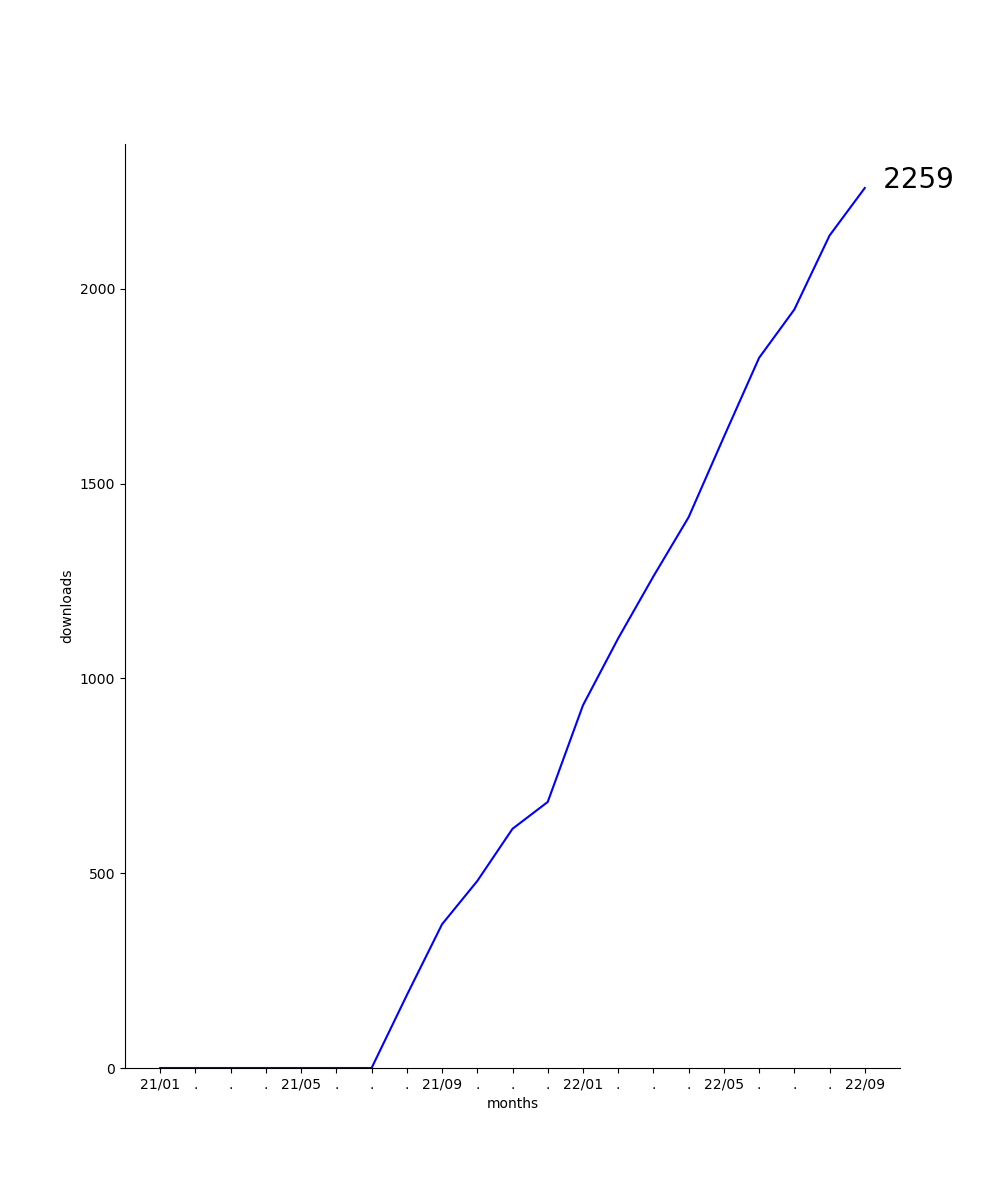 2259
2000
1500
1000
500
0
downloads
21/01 . . . 21/05 . . . 21/09 . . . 22/01 . . . 22/05 . . . 22/09
months